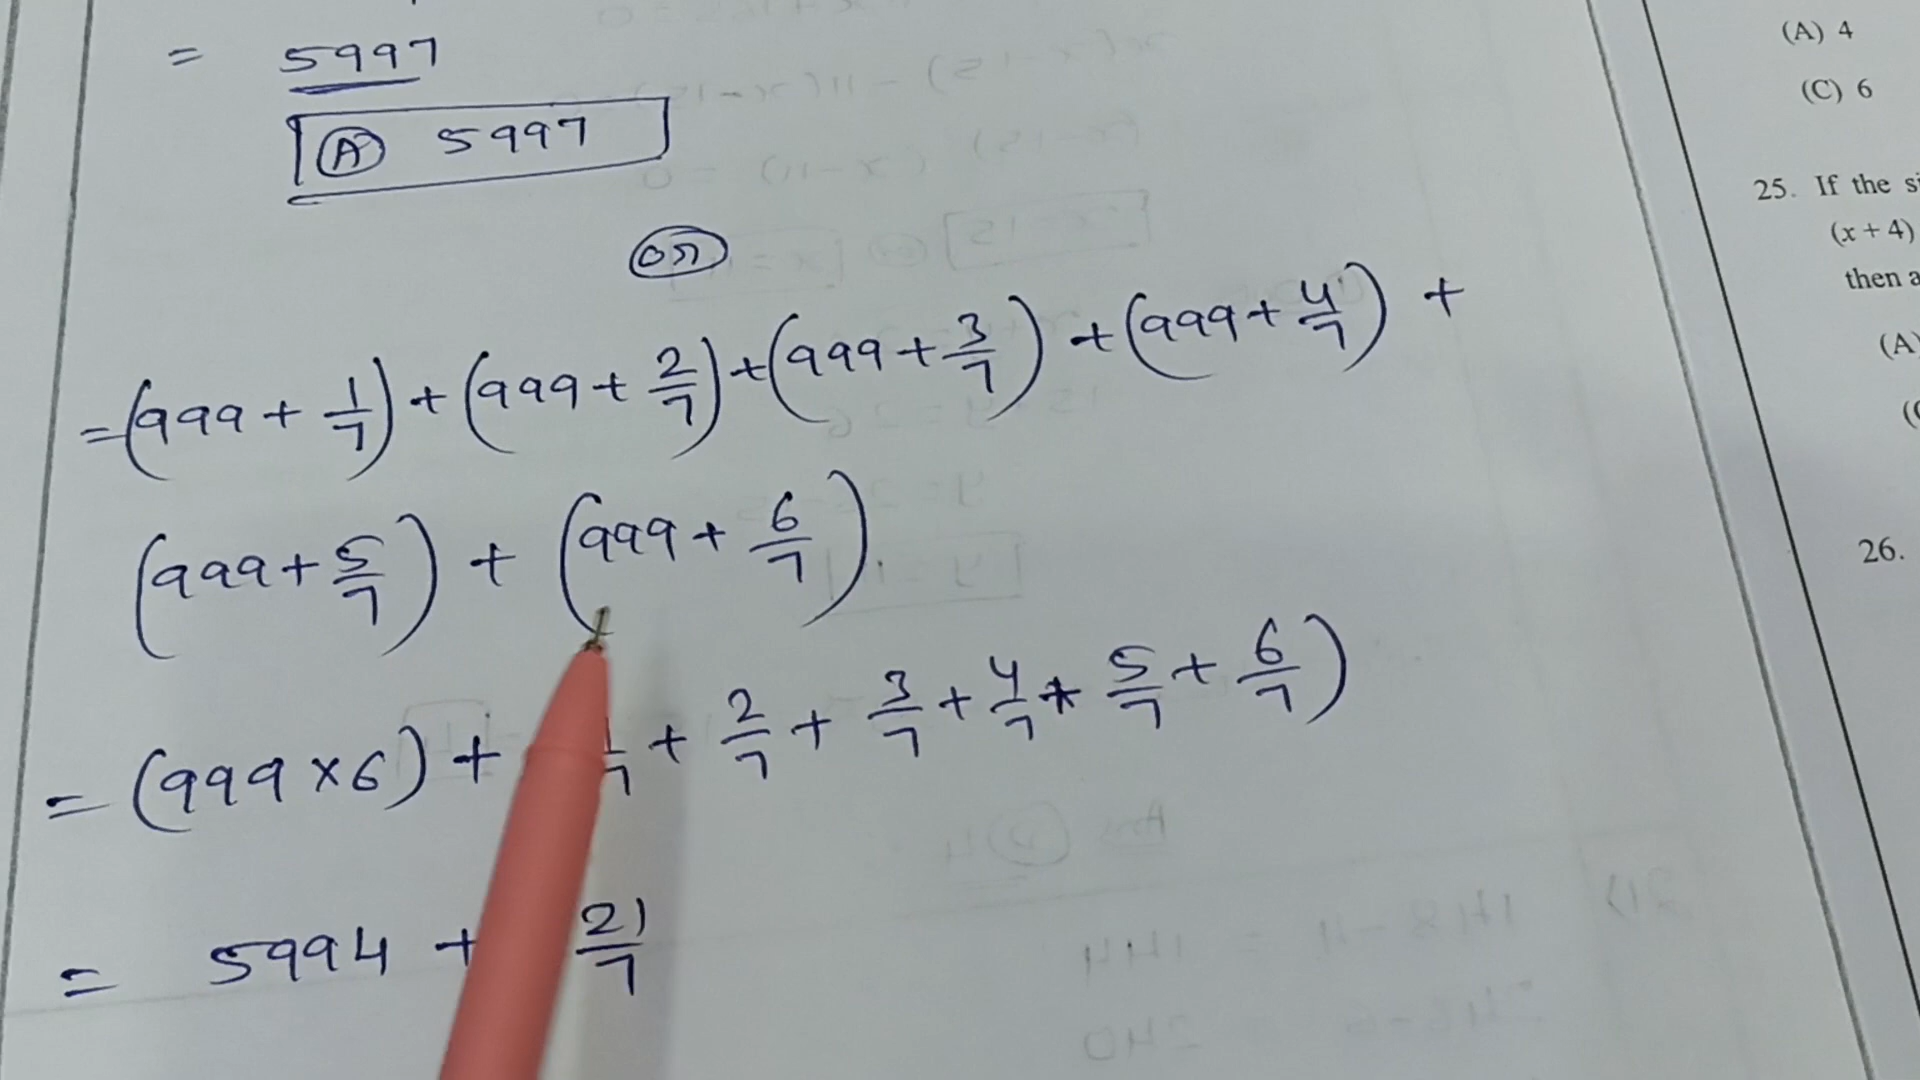 = 5997
(A) 5997
(or)
= (999 + 1/7) + (999 + 2/7) + (999 + 3/7) + (999 + 4/7) +
(999 + 5/7) + (999 + 6/7)
= (999 × 6) + 1/7 + 2/7 + 3/7 + 4/7 + 5/7 + 6/7)
= 5994 + 21/7
(A) 4
(C) 6
25. If the
(x + 4)
then
(A)
26.